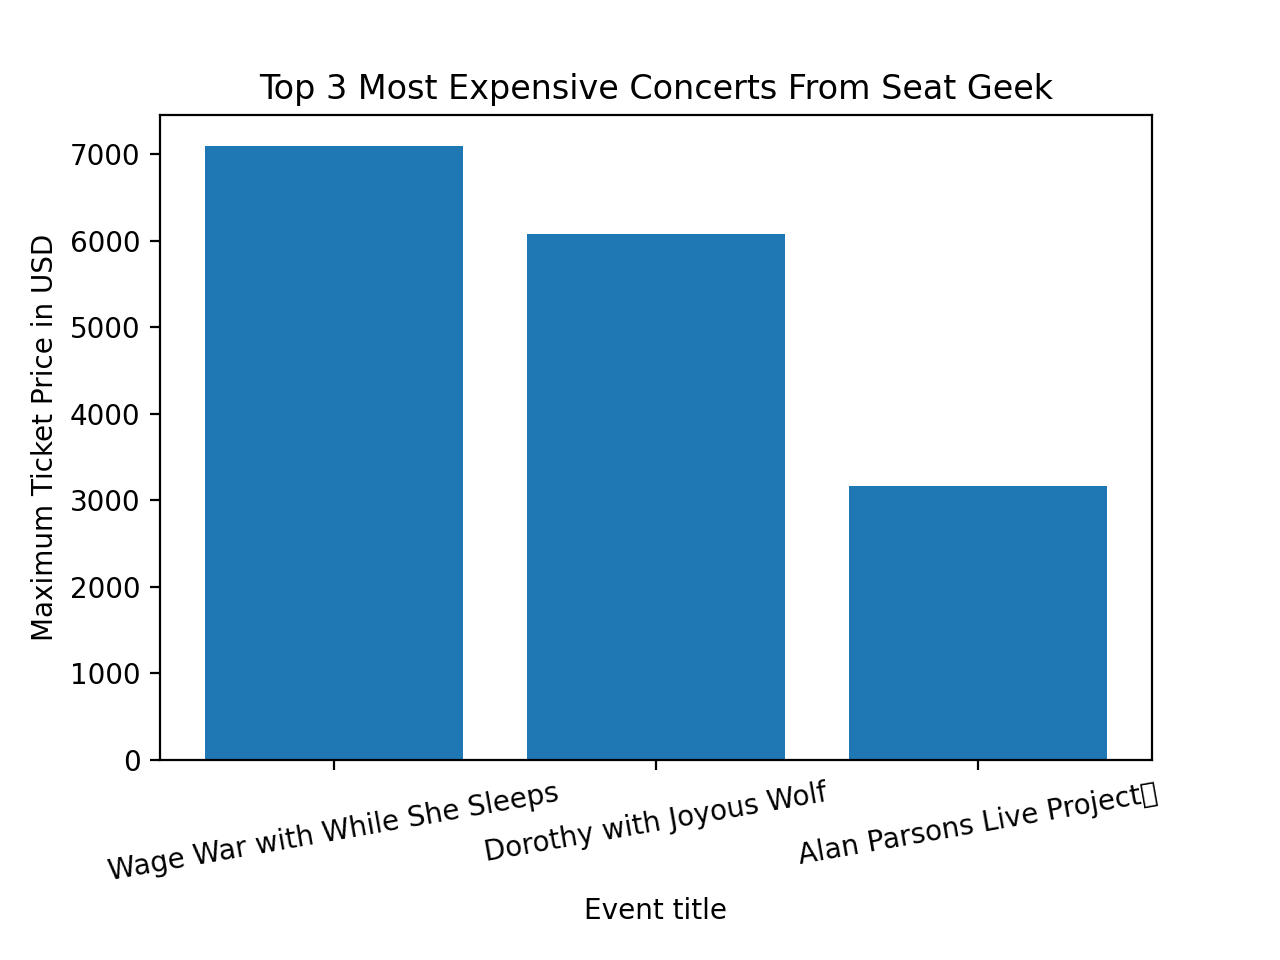 Top 3 Most Expensive Concerts From Seat Geek
Maximum Ticket Price in USD
7000
6000
5000
4000
3000
2000
1000
0
Wage War with While She Sleeps
Dorothy with Joyous Wolf
Alan Parsons Live Project
Event title